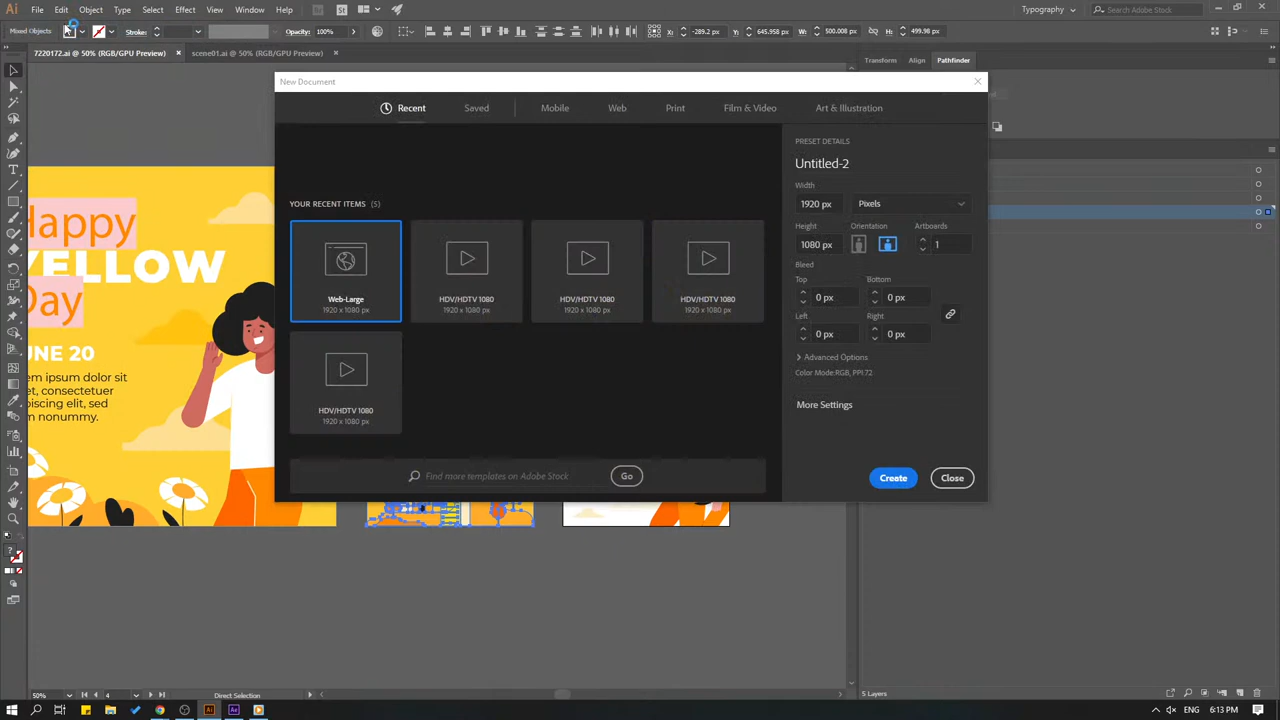 File Edit Object Type Select Effect View Window Help
Typography
Search Adobe Stock
Mixed Objects
Stroke:
Opacity: 100%
X: -289.2 px
Y: 645.958 px
W: 500.008 px
H: 499.98 px
7220172.ai @ 50% (RGB/GPU Preview) ×
scene01.ai @ 50% (RGB/GPU Preview) ×
Transform Align Pathfinder
New Document
Recent Saved Mobile Web Print Film & Video Art & Illustration
YOUR RECENT ITEMS (5)
Web-Large
1920 x 1080 px
HDV/HDTV 1080
1920 x 1080 px
HDV/HDTV 1080
1920 x 1080 px
HDV/HDTV 1080
1920 x 1080 px
HDV/HDTV 1080
1920 x 1080 px
Find more templates on Adobe Stock
Go
PRESET DETAILS
Untitled-2
Width
1920 px Pixels
Height Orientation Artboards
1080 px 1
Bleed
Top Bottom
0 px 0 px
Left Right
0 px 0 px
Advanced Options
Color Mode:RGB, PPI:72
More Settings
Create Close
Happy
YELLOW
Day
UNE 20
em ipsum dolor sit
t, consectetuer
piscing elit, sed
m nonummy.
50% 4 Direct Selection
5 Layers
ENG 6:13 PM